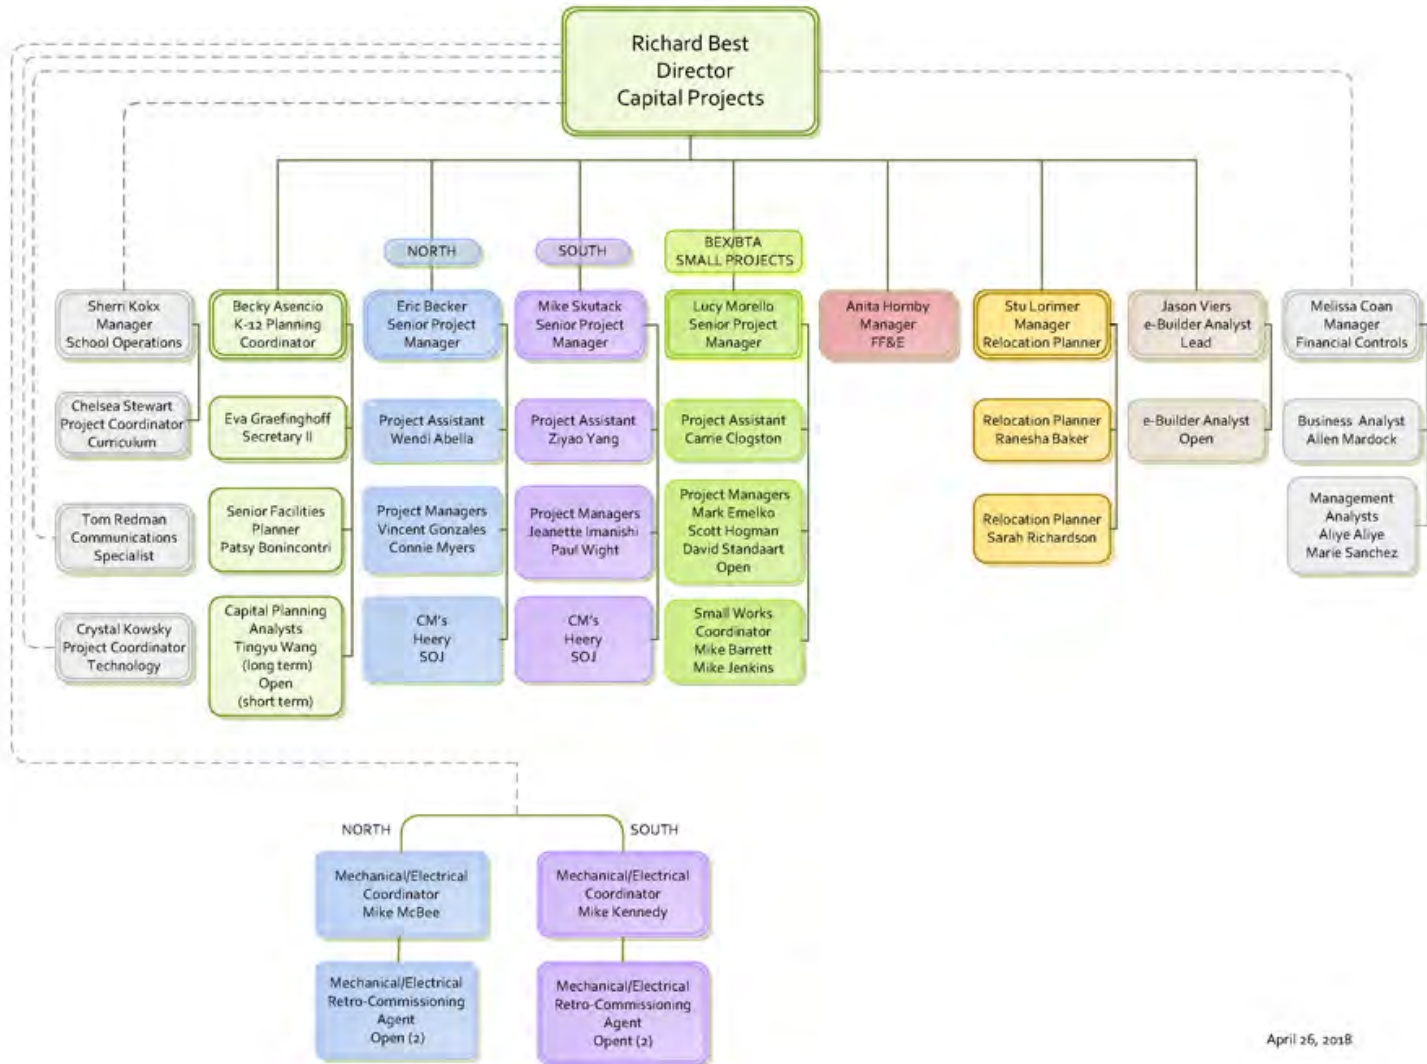 Richard Best
Director
Capital Projects
NORTH
SOUTH
BEX/BTA
SMALL PROJECTS
Sherri Kokx
Manager
School Operations
Becky Asencio
K-12 Planning
Coordinator
Eric Becker
Senior Project
Manager
Mike Skutack
Senior Project
Manager
Lucy Morello
Senior Project
Manager
Anita Hornby
Manager
FF&E
Stu Lorimer
Manager
Relocation Planner
Jason Viers
e-Builder Analyst
Lead
Melissa Coan
Manager
Financial Controls
Chelsea Stewart
Project Coordinator
Curriculum
Eva Graefinghoff
Secretary II
Project Assistant
Wendi Abella
Project Assistant
Ziyao Yang
Project Assistant
Carrie Clogston
Relocation Planner
Ranesha Baker
e-Builder Analyst
Open
Business Analyst
Allen Mardock
Tom Redman
Communications
Specialist
Senior Facilities
Planner
Patsy Bonincontri
Project Managers
Vincent Gonzales
Connie Myers
Project Managers
Jeanette Imanishi
Paul Wight
Project Managers
Mark Emelko
Scott Hogman
David Standaart
Open
Relocation Planner
Sarah Richardson
Management
Analysts
Aliye Aliye
Marie Sanchez
Crystal Kowsky
Project Coordinator
Technology
Capital Planning
Analysts
Tingyu Wang
(long term)
Open
(short term)
CM's
Heery
SOJ
CM's
Heery
SOJ
Small Works
Coordinator
Mike Barrett
Mike Jenkins
NORTH
SOUTH
Mechanical/Electrical
Coordinator
Mike McBee
Mechanical/Electrical
Coordinator
Mike Kennedy
Mechanical/Electrical
Retro-Commissioning
Agent
Open (2)
Mechanical/Electrical
Retro-Commissioning
Agent
Opent (2)
April 26, 2018